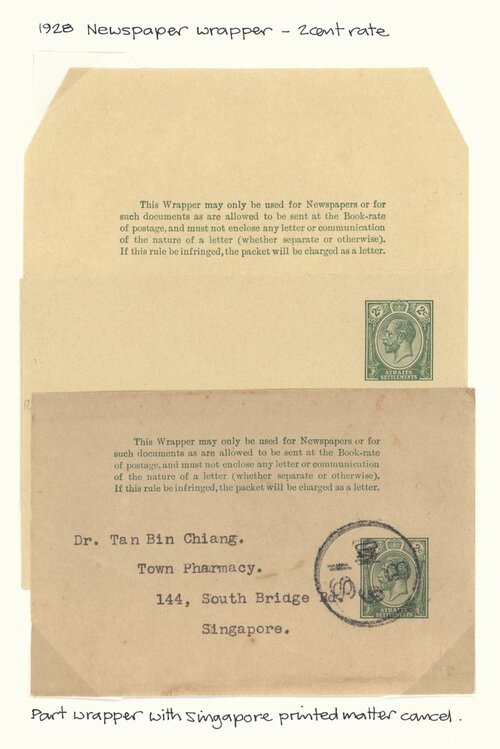 1928 Newspaper wrapper - 2cent rate
This Wrapper may only be used for Newspapers or for
such documents as are allowed to be sent at the Book-rate
of postage, and must not enclose any letter or communication
of the nature of a letter (whether separate or otherwise).
If this rule be infringed, the packet will be charged as a letter.
2c 2c
STRAITS
SETTLEMENTS
This Wrapper may only be used for Newspapers or for
such documents as are allowed to be sent at the Book-rate
of postage, and must not enclose any letter or communication
of the nature of a letter (whether separate or otherwise).
If this rule be infringed, the packet will be charged as a letter.
Dr. Tan Bin Chiang.
Town Pharmacy.
144, South Bridge Rd.
Singapore.
STRAITS
SETTLEMENTS
Part wrapper with Singapore printed matter cancel.